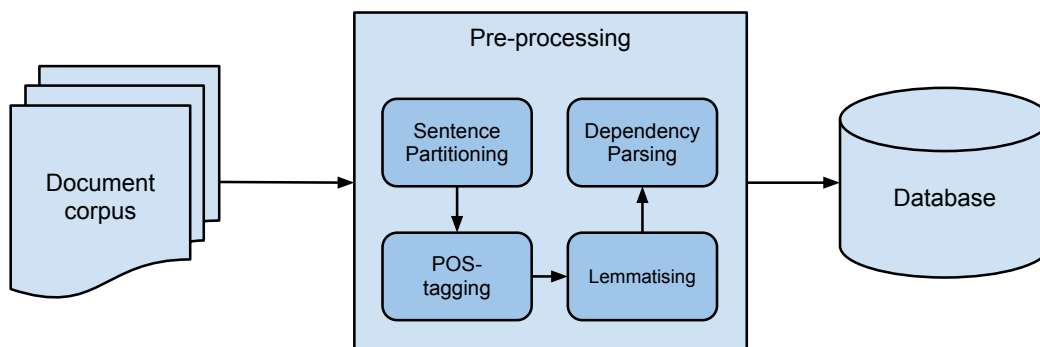 Pre-processing
Document
corpus
Sentence
Partitioning
POS-
tagging
Lemmatising
Dependency
Parsing
Database